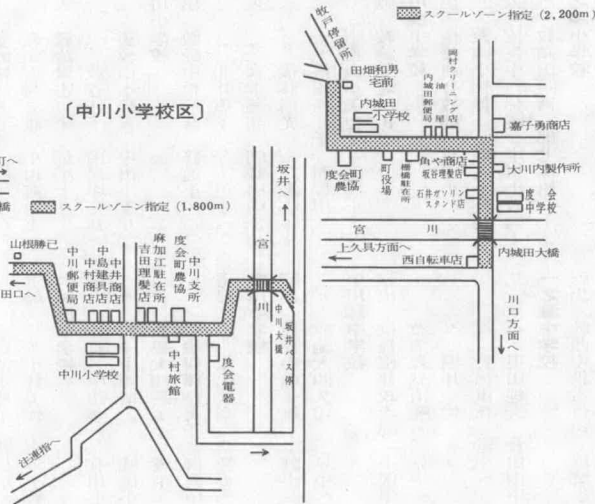 スクールゾーン指定(2,200m)
牧戸停留所
田畑和男
宅前
内城田
小学校
内城田郵便局
油屋
岡村クリーニング店
嘉子勇商店
度会町
農協
町役場
棚橋駐在所
角や商店
坂谷理髪店
石井ガソリン
スタンド店
大川内製作所
度会
中学校
宮川
上久具方面へ
西自転車店
内城田大橋
川口方面へ
〔中川小学校区〕
町へ
橋
スクールゾーン指定(1,800m)
山根勝己
田口へ
中川郵便局
中村商店
中島建具店
中井商店
吉田理髪店
麻加江駐在所
度会町農協
中川支所
坂井へ
宮川
中川大橋
坂井バス停
中川小学校
中村旅館
度会電器
注連指へ